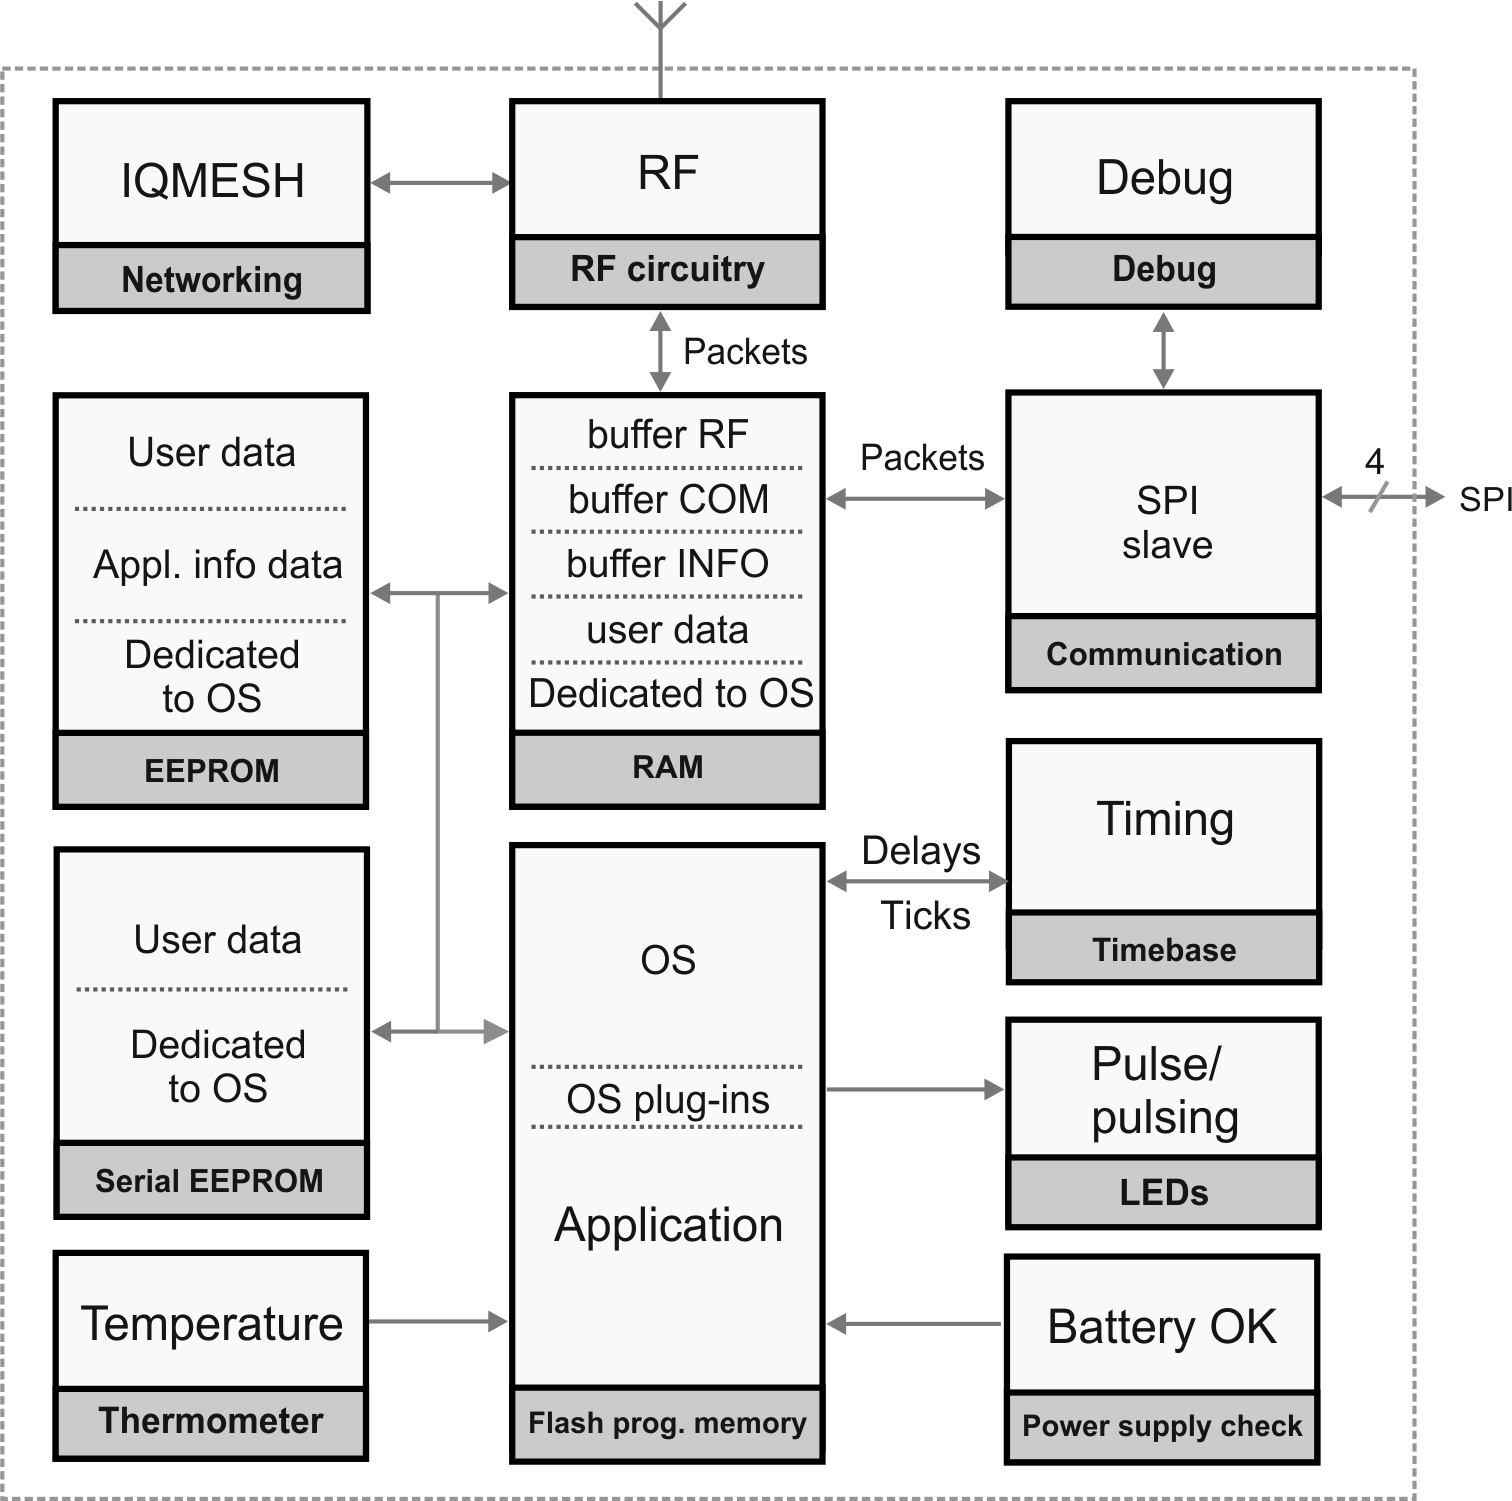 IQMESH
Networking
RF
RF circuitry
Debug
Debug
Packets
User data
Appl. info data
Dedicated
to OS
EEPROM
buffer RF
buffer COM
buffer INFO
user data
Dedicated to OS
RAM
Packets
SPI
slave
Communication
4
SPI
User data
Dedicated
to OS
Serial EEPROM
OS
OS plug-ins
Application
Flash prog. memory
Delays
Ticks
Timing
Timebase
Pulse/
pulsing
LEDs
Temperature
Thermometer
Battery OK
Power supply check